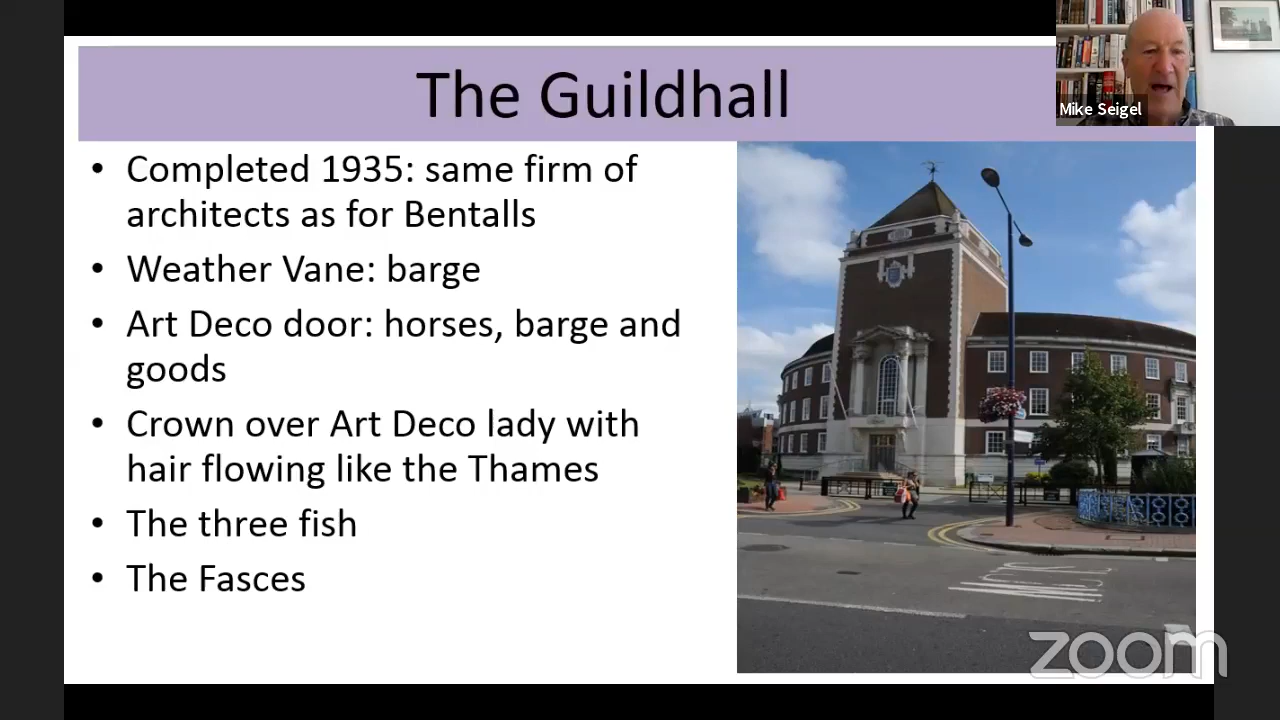 The Guildhall
Mike Seigel
• Completed 1935: same firm of
architects as for Bentalls
• Weather Vane: barge
• Art Deco door: horses, barge and
goods
• Crown over Art Deco lady with
hair flowing like the Thames
• The three fish
• The Fasces
zoom